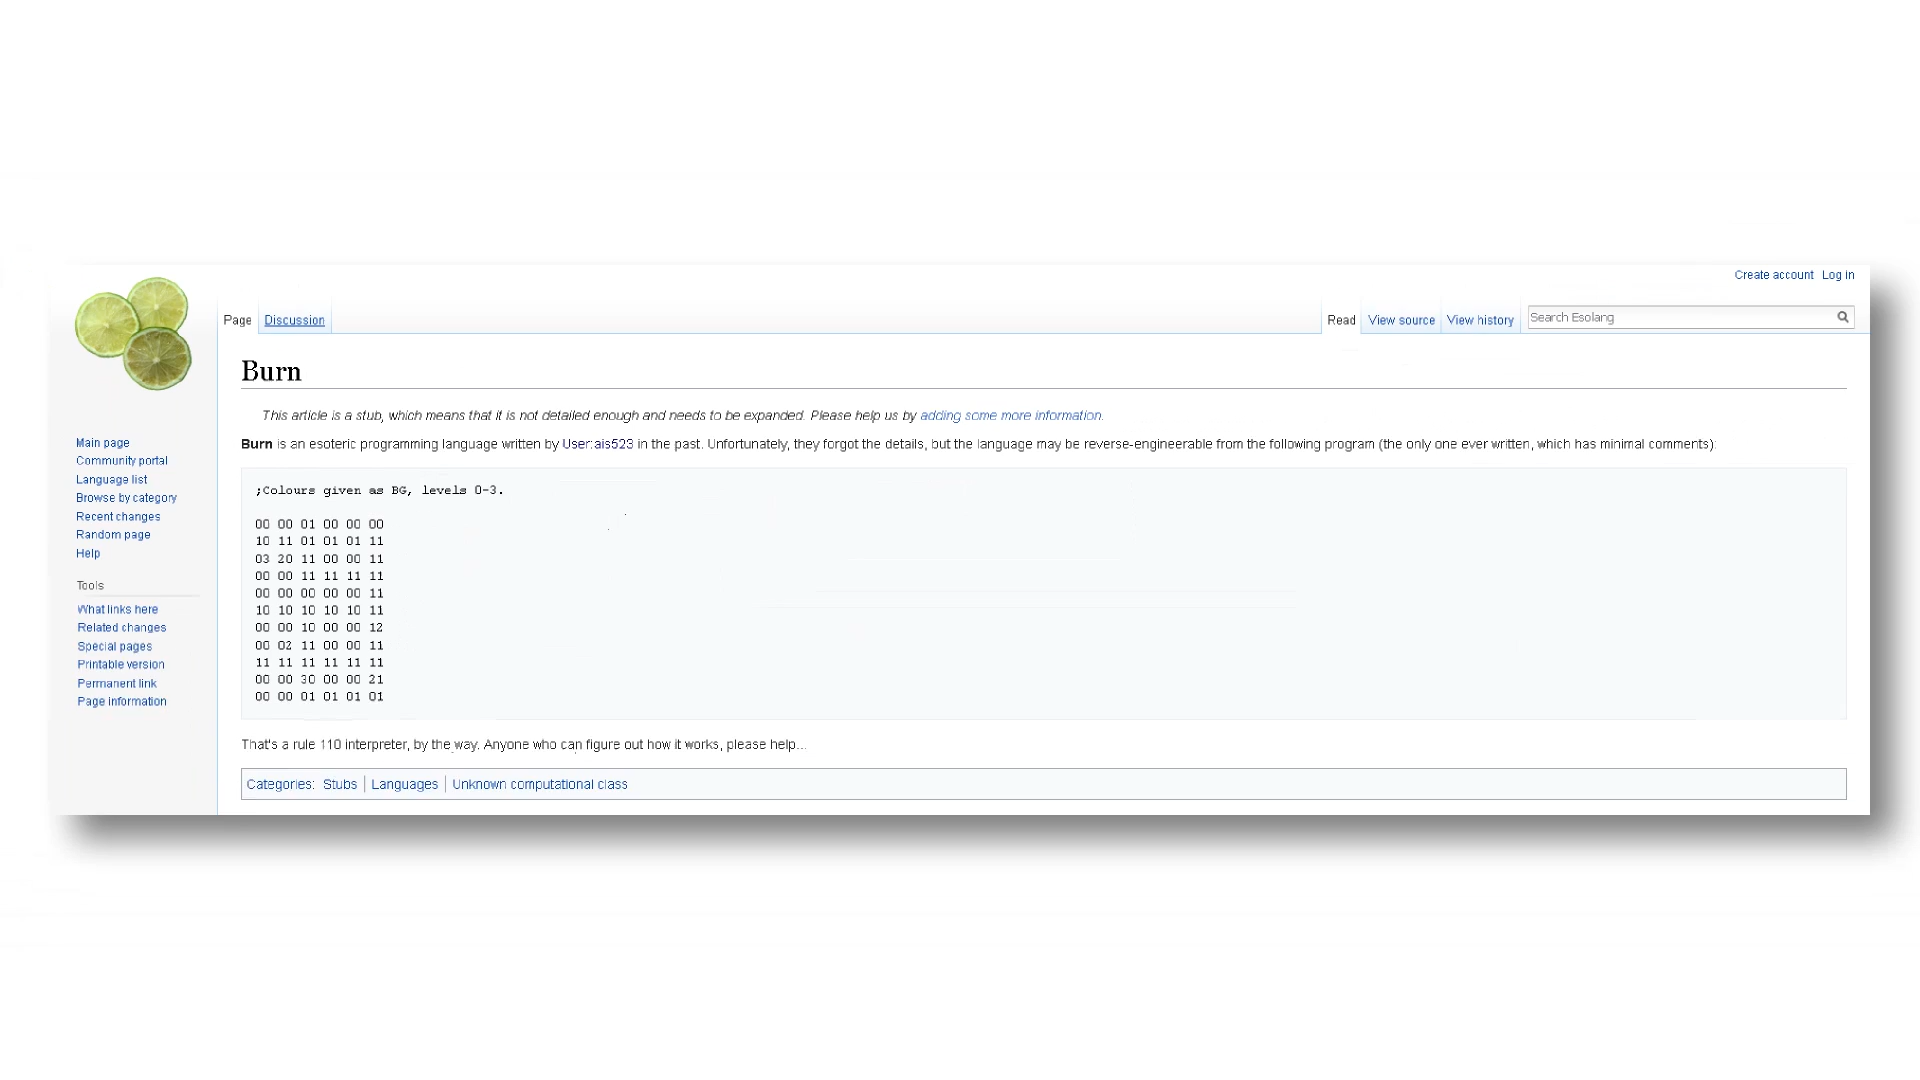 Create account Log in
Page Discussion Read View source View history Search Esolang
Burn
This article is a stub, which means that it is not detailed enough and needs to be expanded. Please help us by adding some more information.
Burn is an esoteric programming language written by User:ais523 in the past. Unfortunately, they forgot the details, but the language may be reverse-engineerable from the following program (the only one ever written, which has minimal comments):
;Colours given as BG, levels 0-3.
00 00 01 00 00 00
10 11 01 01 01 11
03 20 11 00 00 11
00 00 11 11 11 11
00 00 00 00 00 11
10 10 10 10 10 11
00 00 10 00 00 12
00 02 11 00 00 11
11 11 11 11 11 11
00 00 30 00 00 21
00 00 01 01 01 01
That's a rule 110 interpreter, by the way. Anyone who can figure out how it works, please help...
Categories: Stubs Languages Unknown computational class
Main page
Community portal
Language list
Browse by category
Recent changes
Random page
Help
Tools
What links here
Related changes
Special pages
Printable version
Permanent link
Page information